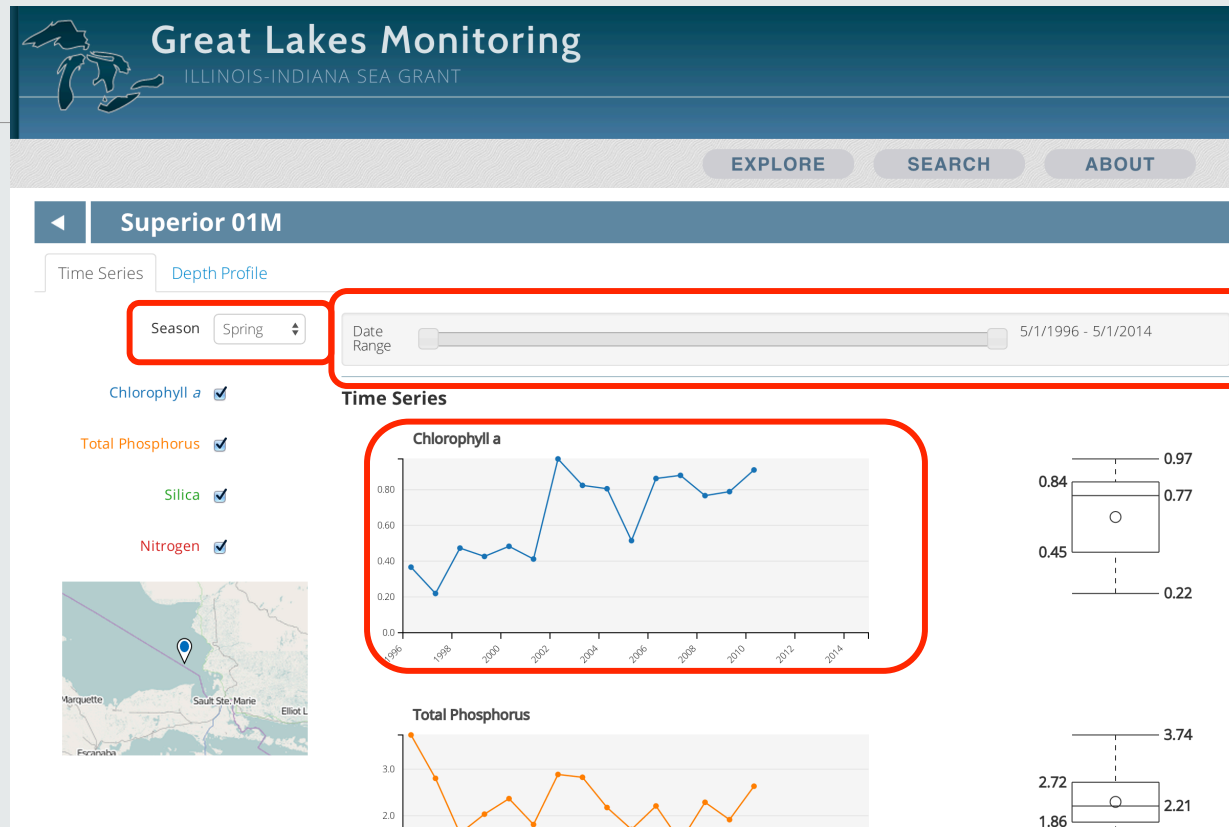 Great Lakes Monitoring
ILLINOIS-INDIANA SEA GRANT
EXPLORE SEARCH ABOUT
Superior 01M
Time Series Depth Profile
Season Spring
Date
Range
5/1/1996 - 5/1/2014
Chlorophyll a
Total Phosphorus
Silica
Nitrogen
Marquette
Sault Ste. Marie
Elliot L
Escanaba
Time Series
Chlorophyll a
0.80
0.60
0.40
0.20
0.0
1996 1998 2000 2002 2004 2006 2008 2010 2012 2014
0.97
0.84
0.77
0.45
0.22
Total Phosphorus
3.0
2.0
3.74
2.72
2.21
1.86